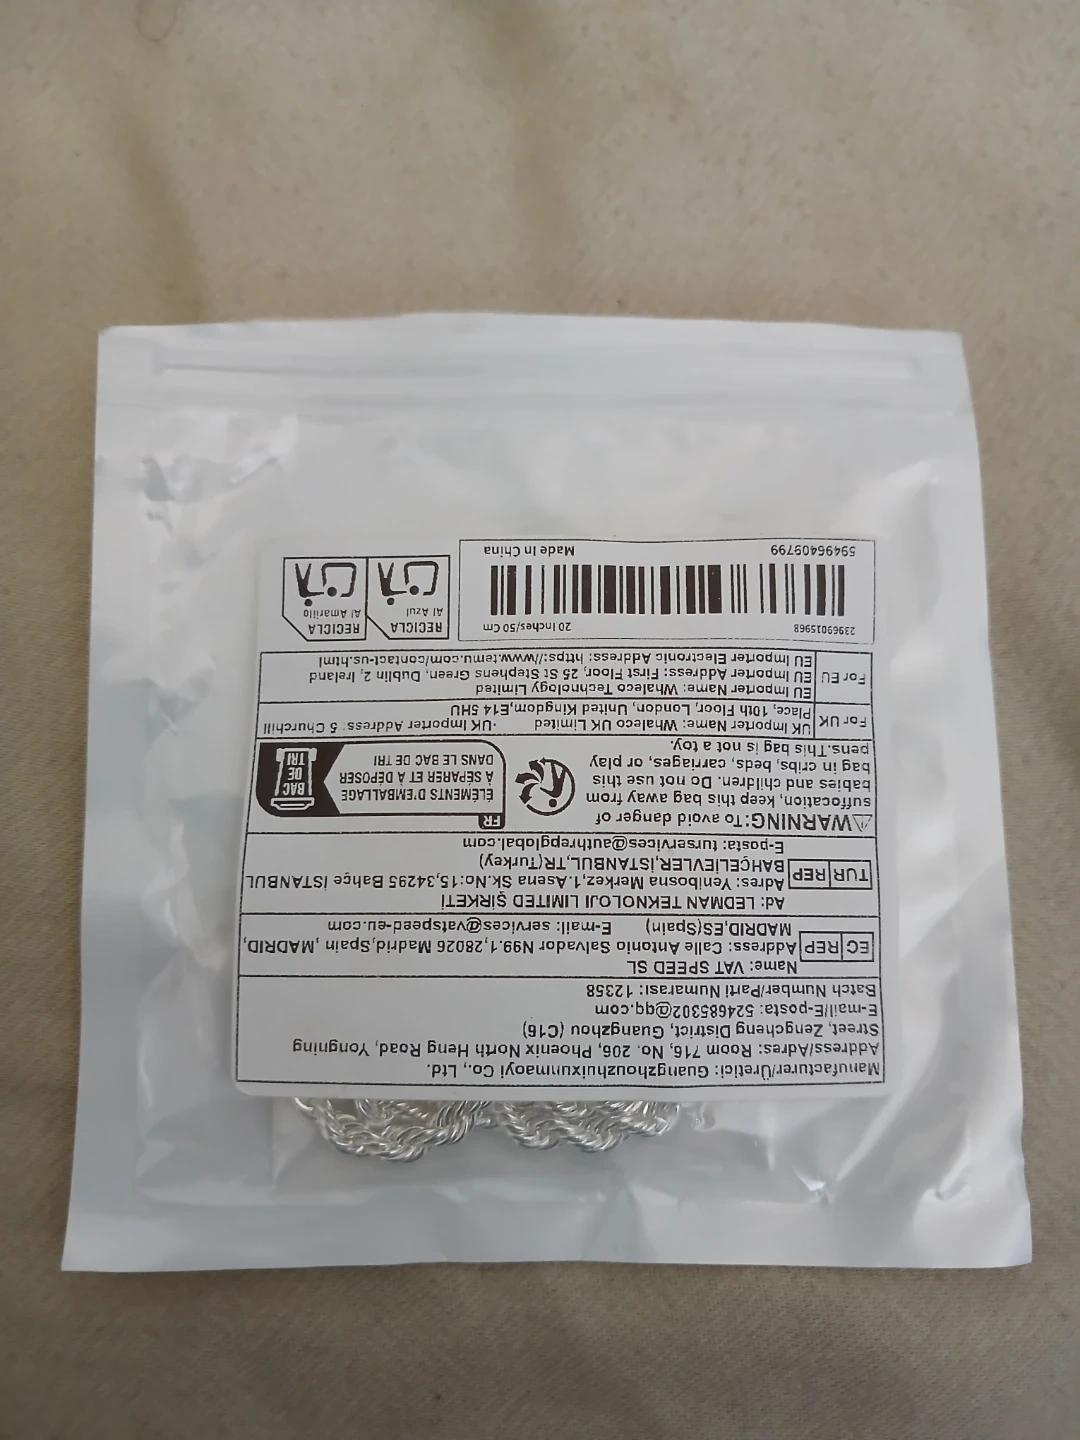 Manufacturer/Üretici: Guangzhouzhuixunmaoyi Co., Ltd.
Address/Adres: Room 716, No. 206, Phoenix North Heng Road, Yongning
Street, Zengcheng District, Guangzhou (C16)
E-mail/E-posta: 524685302@qq.com
Batch Number/Parti Numarası: 12358
EC REP
Name: VAT SPEED SL
Address: Calle Antonio Salvador N99.1,28026 Madrid,Spain ,MADRID,
MADRID,ES(Spain) E-mail: services@vatspeed-eu.com
TUR REP
Ad: LEDMAN TEKNOLOJI LIMITED ŞİRKETİ
Adres: Yenibosna Merkez,1.Asena Sk.No:15,34295 Bahçe İSTANBUL
BAHÇELİEVLER,İSTANBUL,TR(Turkey)
E-posta: turservices@authrepglobal.com
WARNING:To avoid danger of
suffocation, keep this bag away from
babies and children. Do not use this
bag in cribs, beds, carriages, or play
pens.This bag is not a toy.
FR
ÉLÉMENTS D'EMBALLAGE
À SÉPARER ET À DÉPOSER
DANS LE BAC DE TRI
BAC
DE
TRI
For UK
UK Importer Name: Whaleco UK Limited ·UK Importer Address: 5 Churchill
Place, 10th Floor, London, United Kingdom,E14 5HU
For EU
EU Importer Name: Whaleco Technology Limited
EU Importer Address: First Floor, 25 St Stephens Green, Dublin 2, Ireland
EU Importer Electronic Address: https://www.temu.com/contact-us.html
23969015968 20 Inches/50 Cm
59496409799 Made In China
RECICLA
Al Azul
RECICLA
Al Amarillo